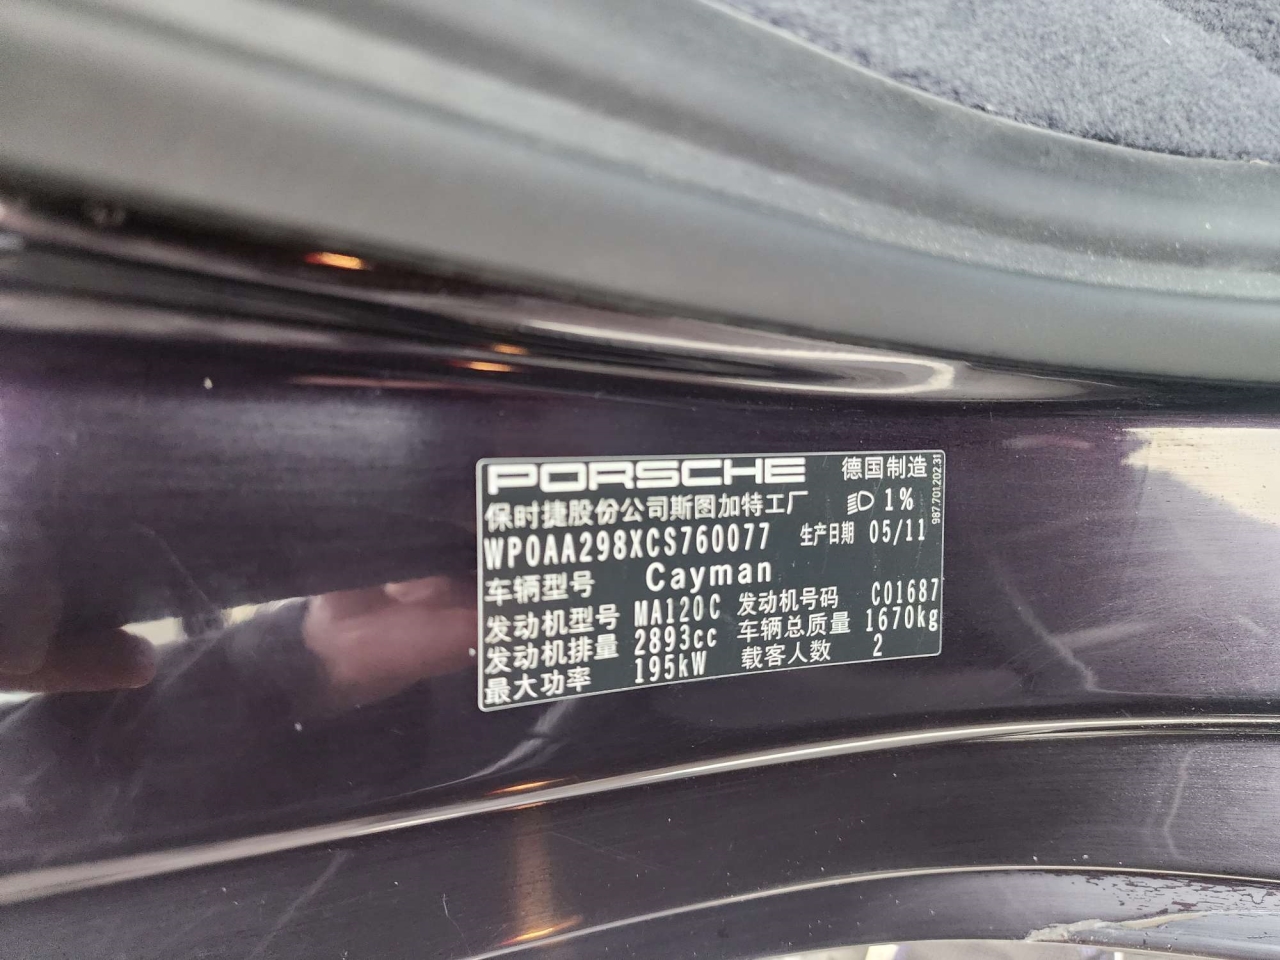 PORSCHE 德国制造
保时捷股份公司斯图加特工厂 1%
WP0AA298XCS760077 生产日期 05/11
车辆型号 Cayman
发动机型号 MA120C 发动机号码 C01687
发动机排量 2893cc 车辆总质量 1670kg
最大功率 195kW 载客人数 2
987.701.202.31